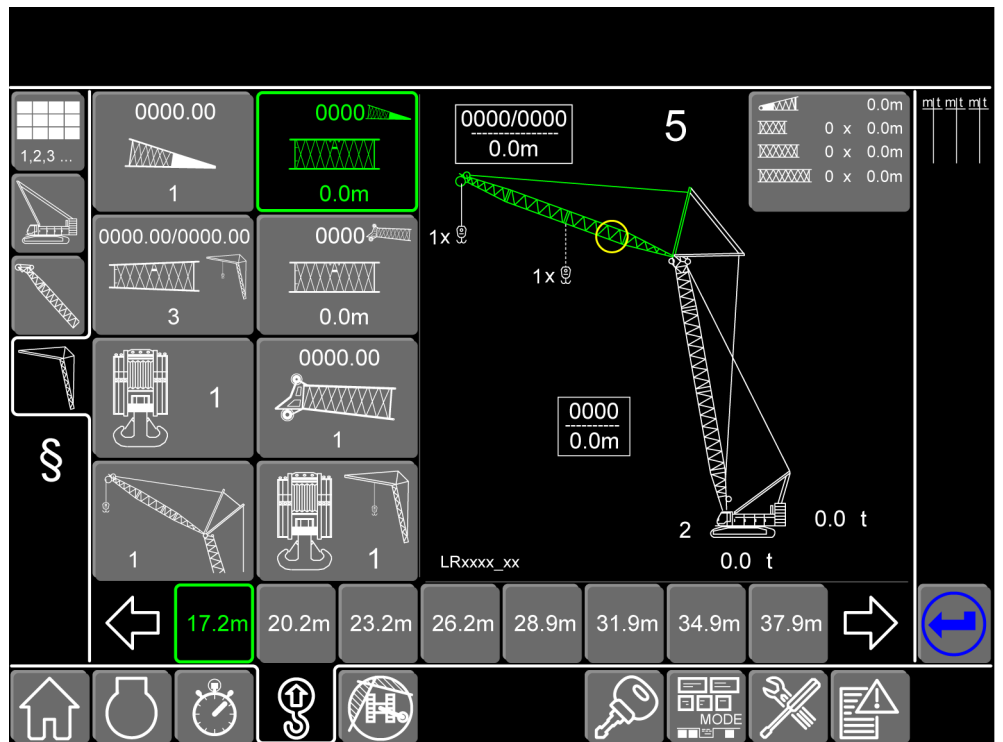 1,2,3 ...
§
0000.00
1
0000
0.0m
0000.00/0000.00
3
0000
0.0m
1
0000.00
1
1
1
0000/0000
0.0m
5
0.0m
0 x 0.0m
0 x 0.0m
0 x 0.0m
m t m t m t
1x
1x
0000
0.0m
2
0.0 t
0.0 t
LRxxxx_xx
17.2m 20.2m 23.2m 26.2m 28.9m 31.9m 34.9m 37.9m
MODE